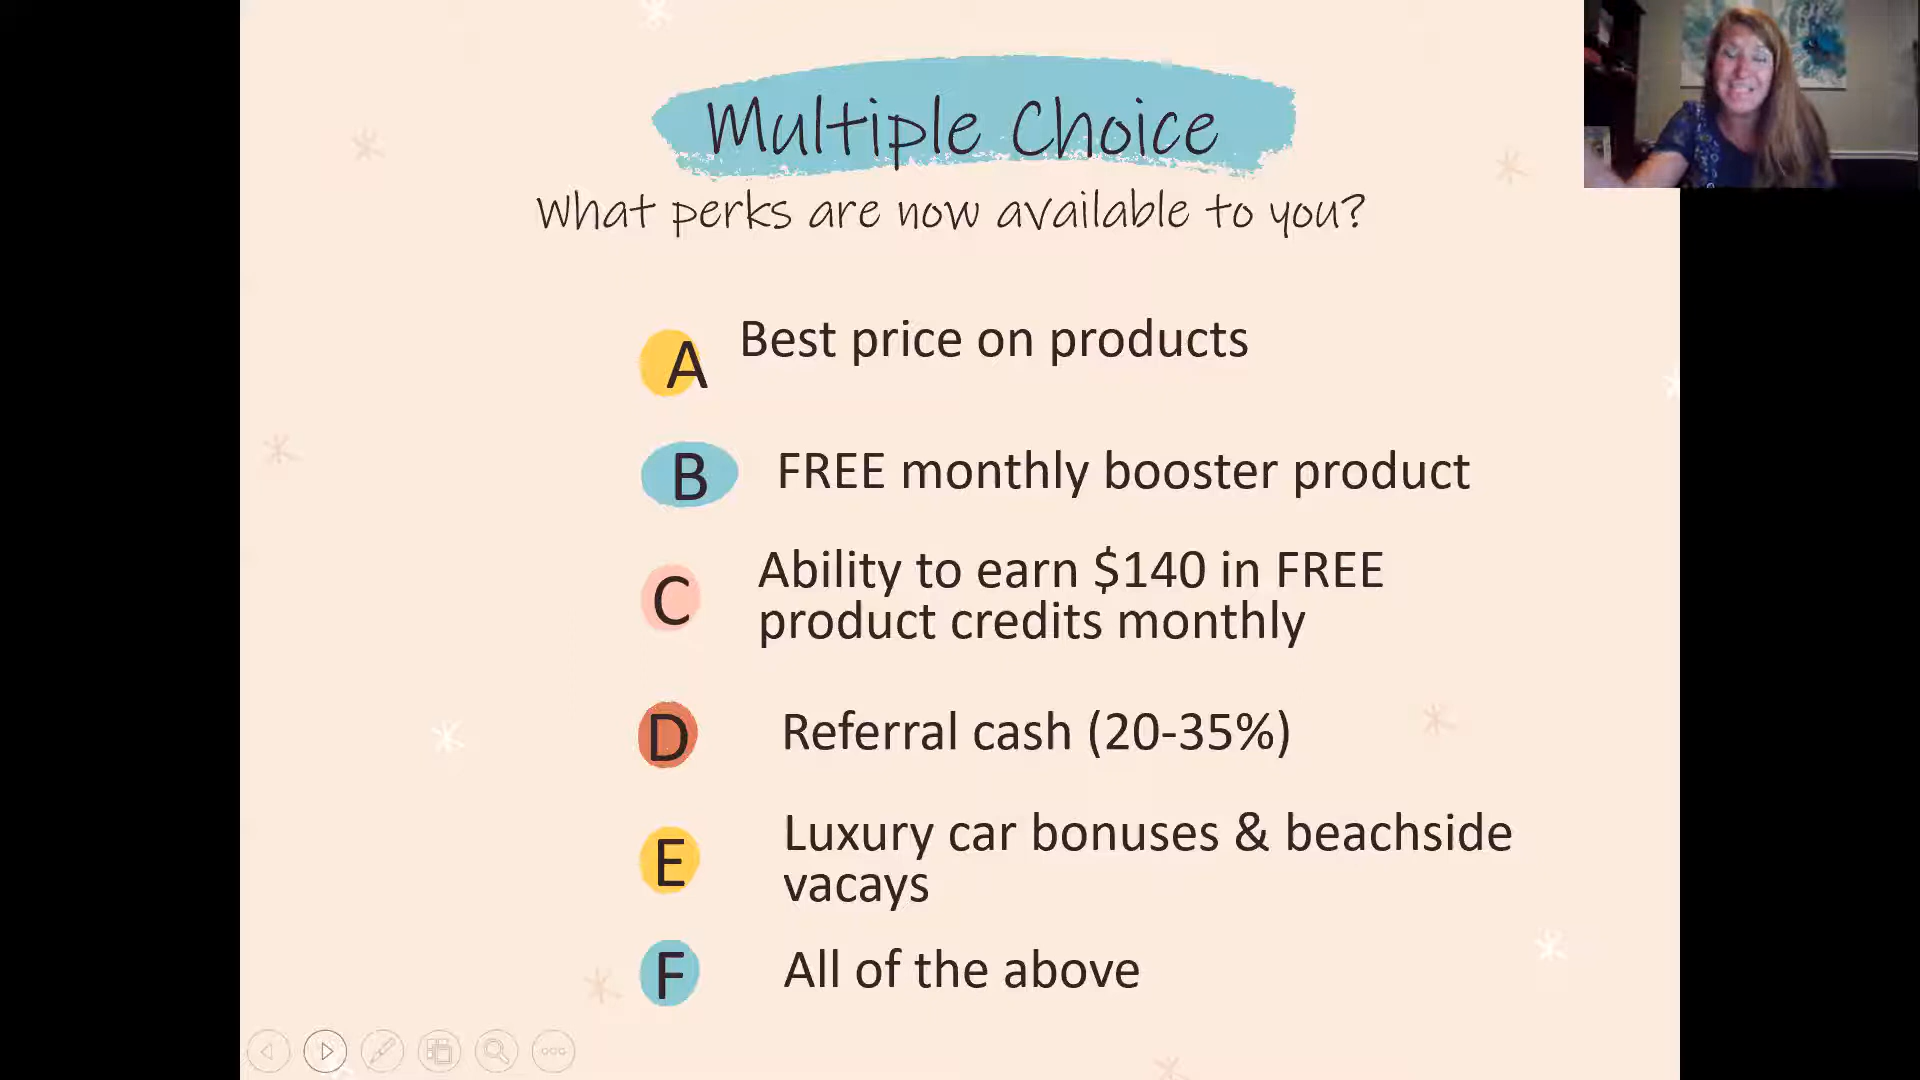 Multiple Choice
What perks are now available to you?
A Best price on products
B FREE monthly booster product
C Ability to earn $140 in FREE
product credits monthly
D Referral cash (20-35%)
E Luxury car bonuses & beachside
vacays
F All of the above